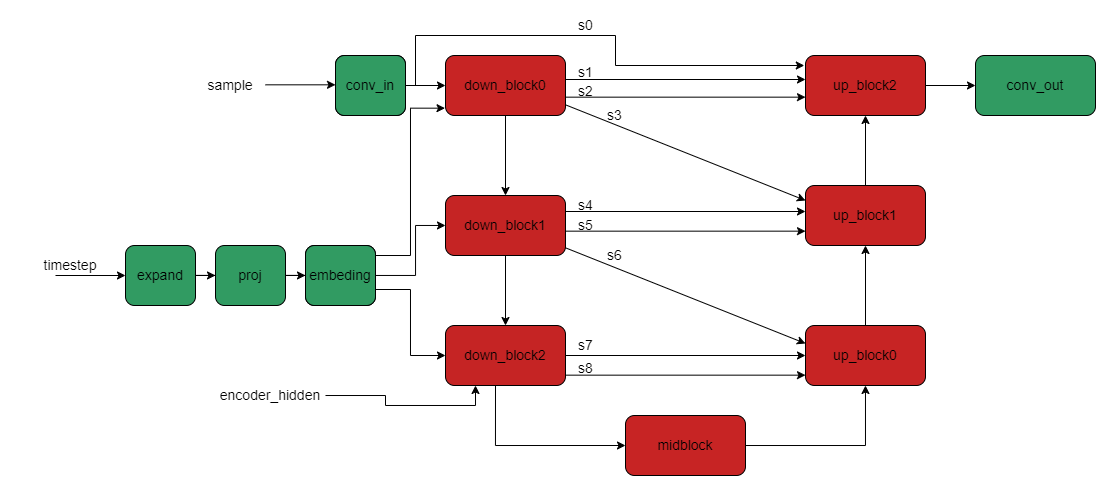 s0
sample
conv_in
down_block0
s1
s2
up_block2
conv_out
s3
down_block1
s4
s5
up_block1
timestep
expand
proj
embeding
s6
down_block2
s7
s8
up_block0
encoder_hidden
midblock